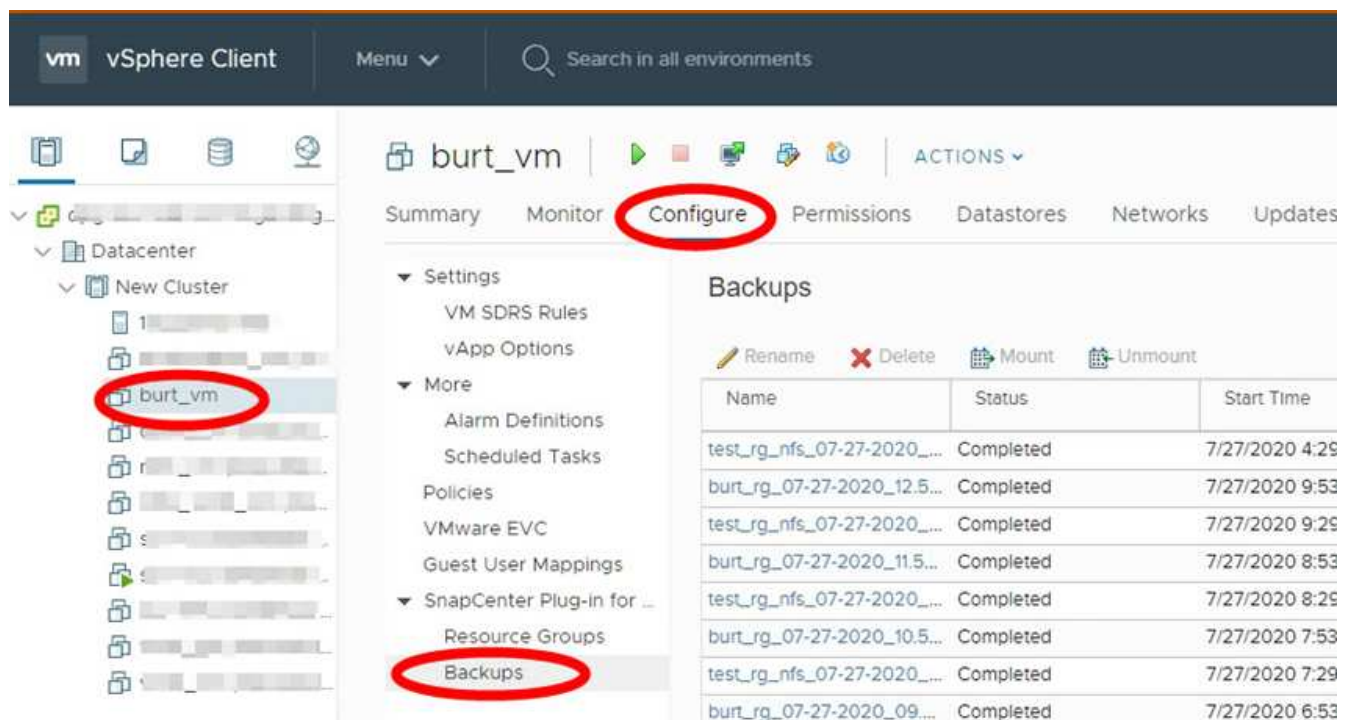 vm vSphere Client Menu Search in all environments
burt_vm ACTIONS
Summary Monitor Configure Permissions Datastores Networks Updates
Datacenter
New Cluster
burt_vm
Settings
VM SDRS Rules
vApp Options
More
Alarm Definitions
Scheduled Tasks
Policies
VMware EVC
Guest User Mappings
SnapCenter Plug-in for ...
Resource Groups
Backups
Backups
Rename Delete Mount Unmount
Name Status Start Time
test_rg_nfs_07-27-2020_... Completed 7/27/2020 4:29
burt_rg_07-27-2020_12.5... Completed 7/27/2020 9:53
test_rg_nfs_07-27-2020_... Completed 7/27/2020 9:29
burt_rg_07-27-2020_11.5... Completed 7/27/2020 8:53
test_rg_nfs_07-27-2020_... Completed 7/27/2020 8:29
burt_rg_07-27-2020_10.5... Completed 7/27/2020 7:53
test_rg_nfs_07-27-2020_... Completed 7/27/2020 7:29
burt_rg_07-27-2020_09.... Completed 7/27/2020 6:53